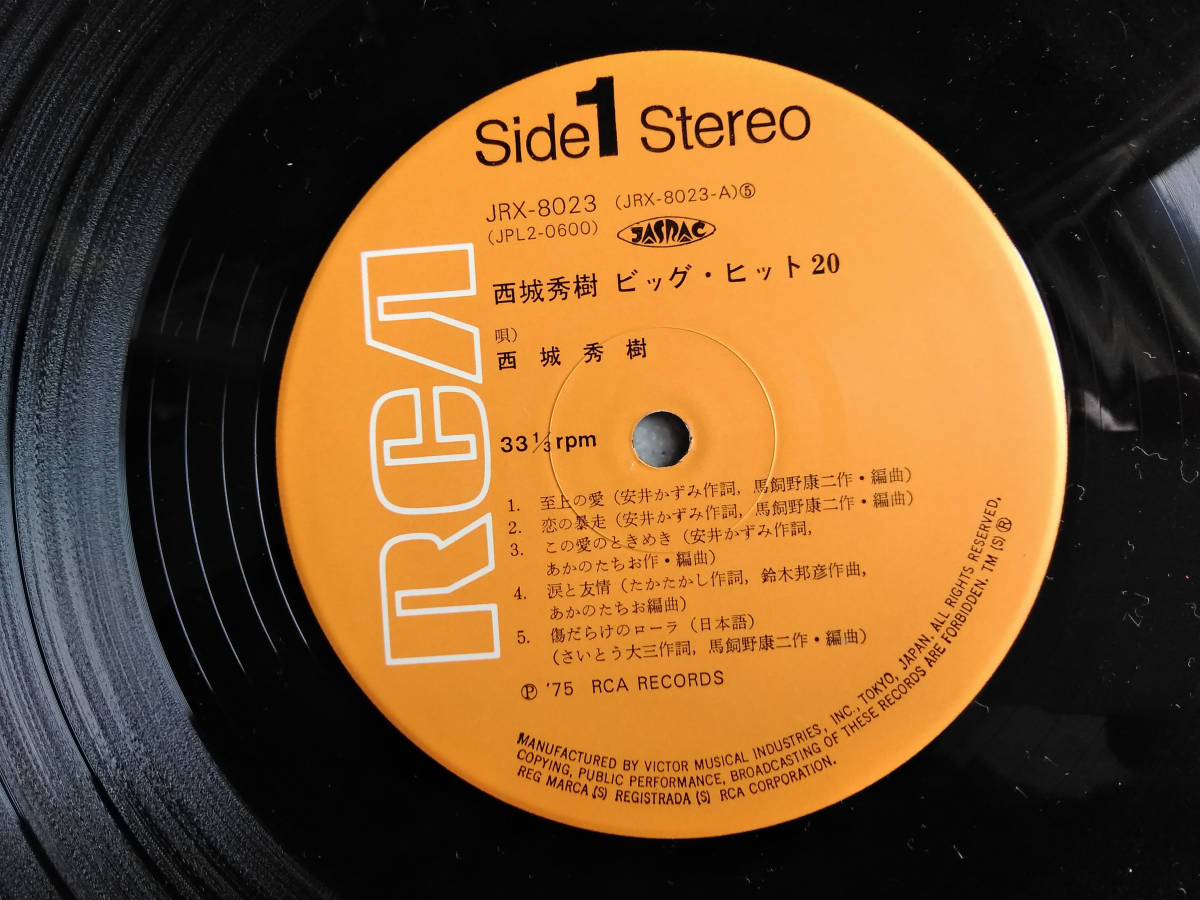 Side 1 Stereo
JRX-8023 (JRX-8023-A)⑤
(JPL2-0600) JASRAC
西城秀樹 ビッグ・ヒット20
唄)
西城秀樹
RCA
33 1/3 rpm
1. 至上の愛 (安井かずみ作詞, 馬飼野康二作・編曲)
2. 恋の暴走 (安井かずみ作詞, 馬飼野康二作・編曲)
3. この愛のときめき (安井かずみ作詞,
あかのたちお作・編曲)
4. 涙と友情 (たかたかし作詞, 鈴木邦彦作曲,
あかのたちお編曲)
5. 傷だらけのローラ (日本語)
(さいとう大三作詞, 馬飼野康二作・編曲)
Ⓟ '75 RCA RECORDS
MANUFACTURED BY VICTOR MUSICAL INDUSTRIES, INC., TOKYO, JAPAN. ALL RIGHTS RESERVED.
COPYING, PUBLIC PERFORMANCE, BROADCASTING OF THESE RECORDS ARE FORBIDDEN. TM (S) ®
REG MARCA (S) REGISTRADA (S) RCA CORPORATION.